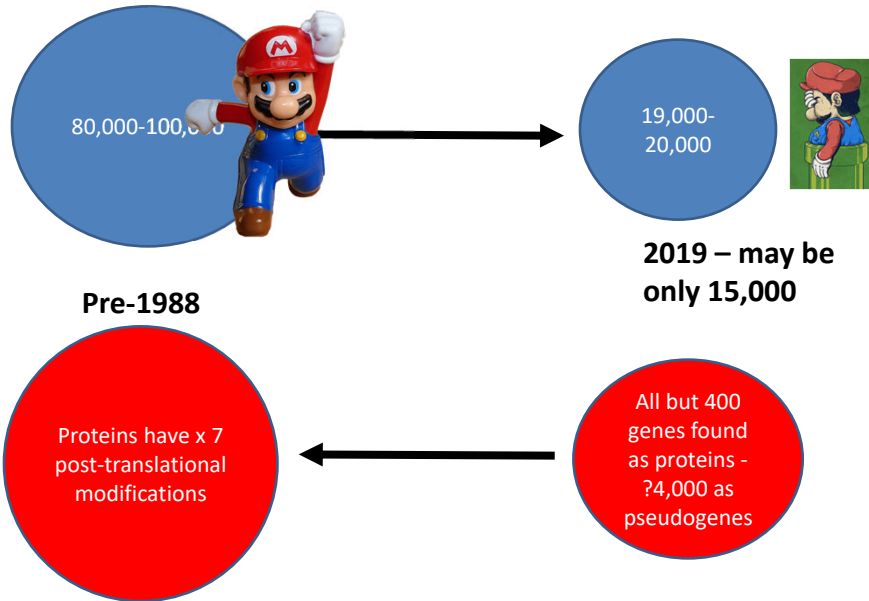 M
80,000-100,000
19,000-
20,000
2019 – may be
only 15,000
Pre-1988
Proteins have x 7
post-translational
modifications
All but 400
genes found
as proteins -
?4,000 as
pseudogenes